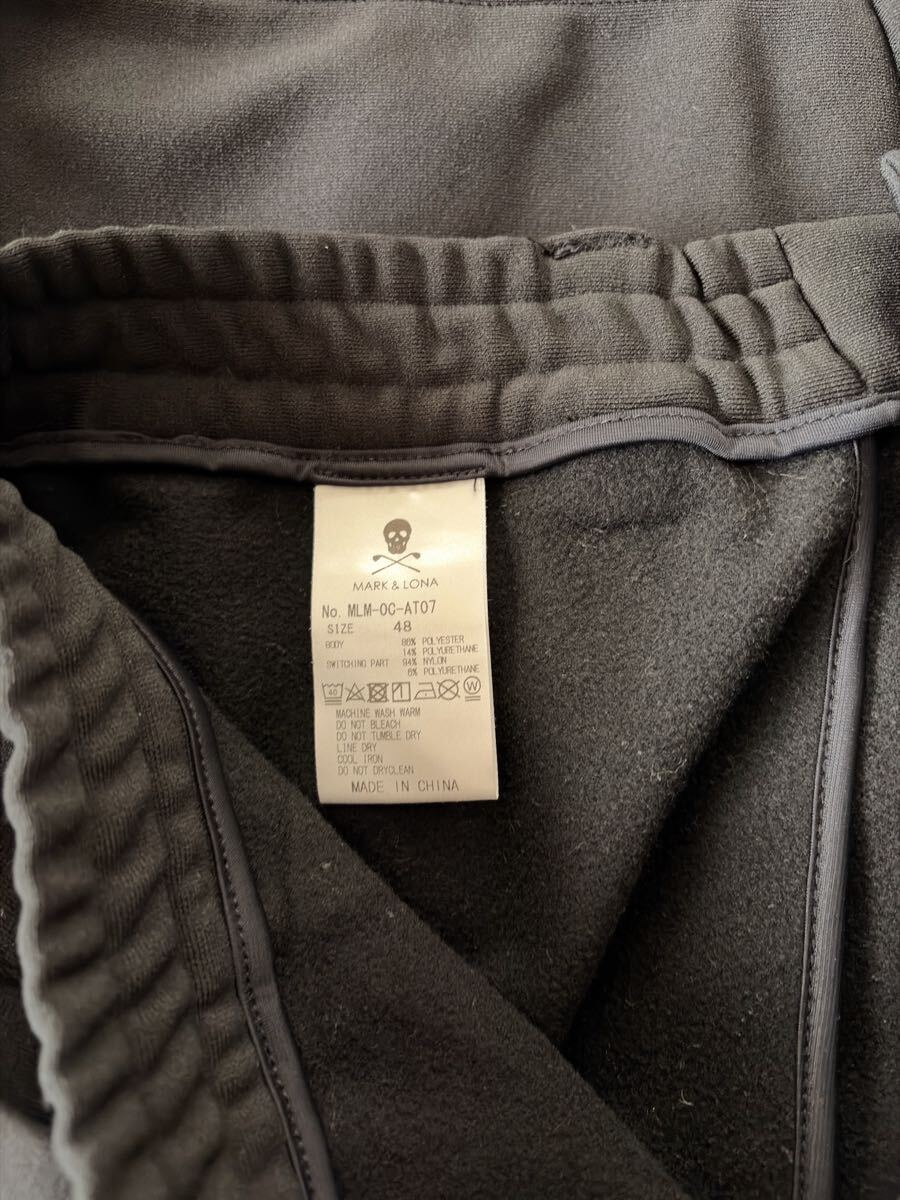 MARK & LONA
No. MLM-OC-AT07
SIZE 48
BODY 86% POLYESTER
14% POLYURETHANE
SWITCHING PART 94% NYLON
6% POLYURETHANE
40 W
MACHINE WASH WARM
DO NOT BLEACH
DO NOT TUMBLE DRY
LINE DRY
COOL IRON
DO NOT DRYCLEAN
MADE IN CHINA